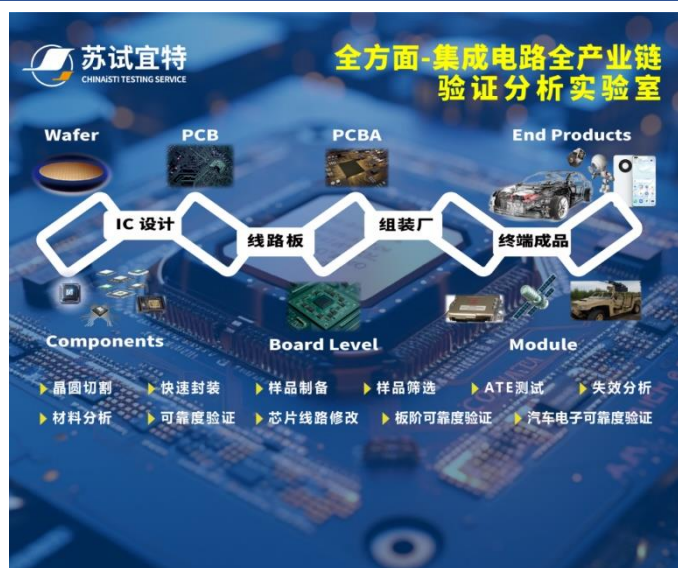 苏试宜特
CHINAiSTI TESTING SERVICE
全方面-集成电路全产业链
验证分析实验室
Wafer
PCB
PCBA
End Products
IC 设计
线路板
组装厂
终端成品
Components
Board Level
Module
晶圆切割
快速封装
样品制备
样品筛选
ATE测试
失效分析
材料分析
可靠度验证
芯片线路修改
板阶可靠度验证
汽车电子可靠度验证